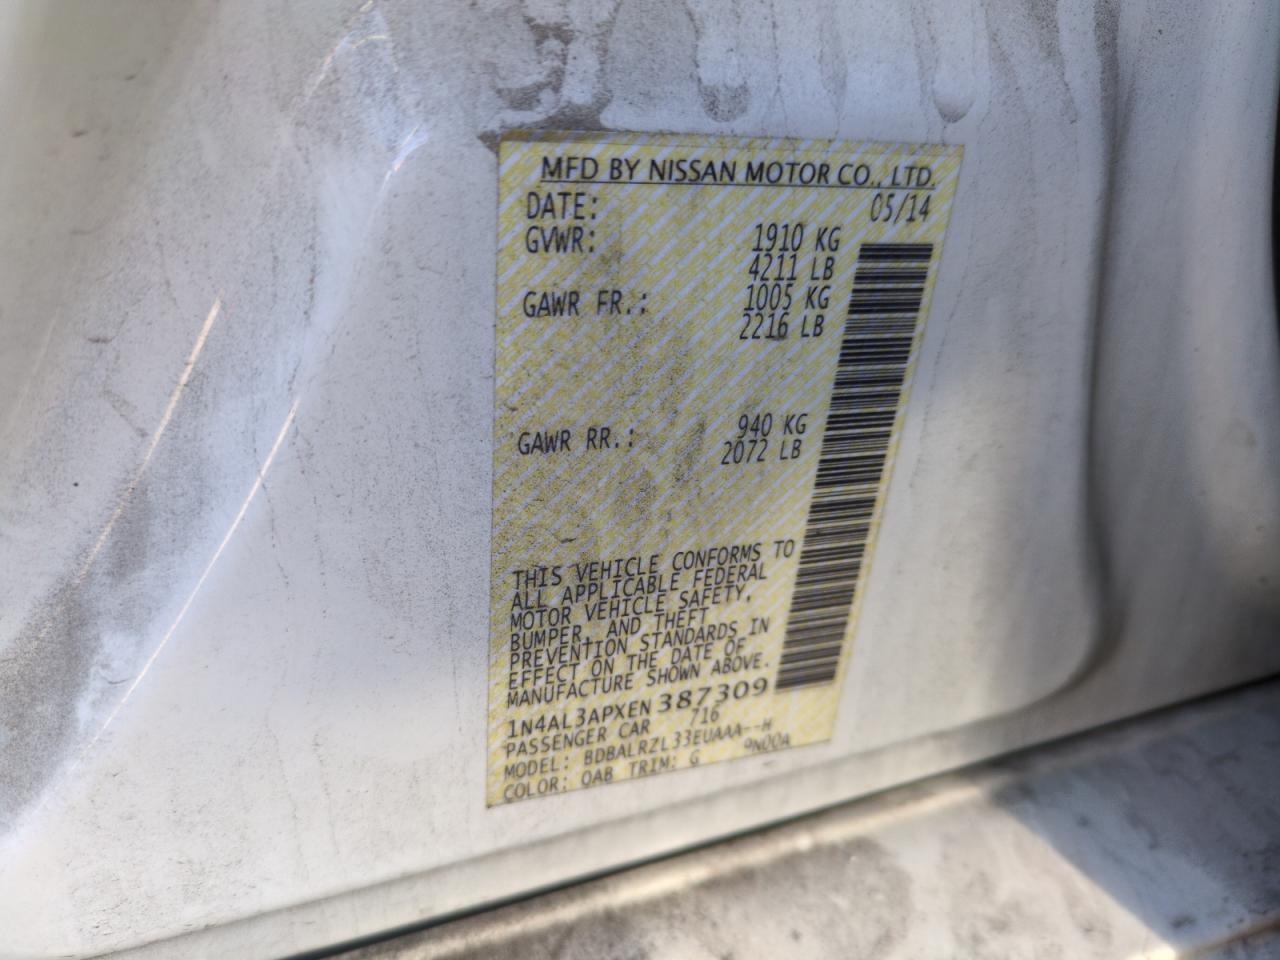 MFD BY NISSAN MOTOR CO., LTD.
DATE: 05/14
GVWR: 1910 KG
4211 LB
GAWR FR.: 1005 KG
2216 LB
GAWR RR.: 940 KG
2072 LB
THIS VEHICLE CONFORMS TO
ALL APPLICABLE FEDERAL
MOTOR VEHICLE SAFETY,
BUMPER, AND THEFT
PREVENTION STANDARDS IN
EFFECT ON THE DATE OF
MANUFACTURE SHOWN ABOVE.
1N4AL3APXEN 387309
PASSENGER CAR 716
MODEL: BDBALRZL33EUAAA--H
COLOR: QAB TRIM: G 9N00A